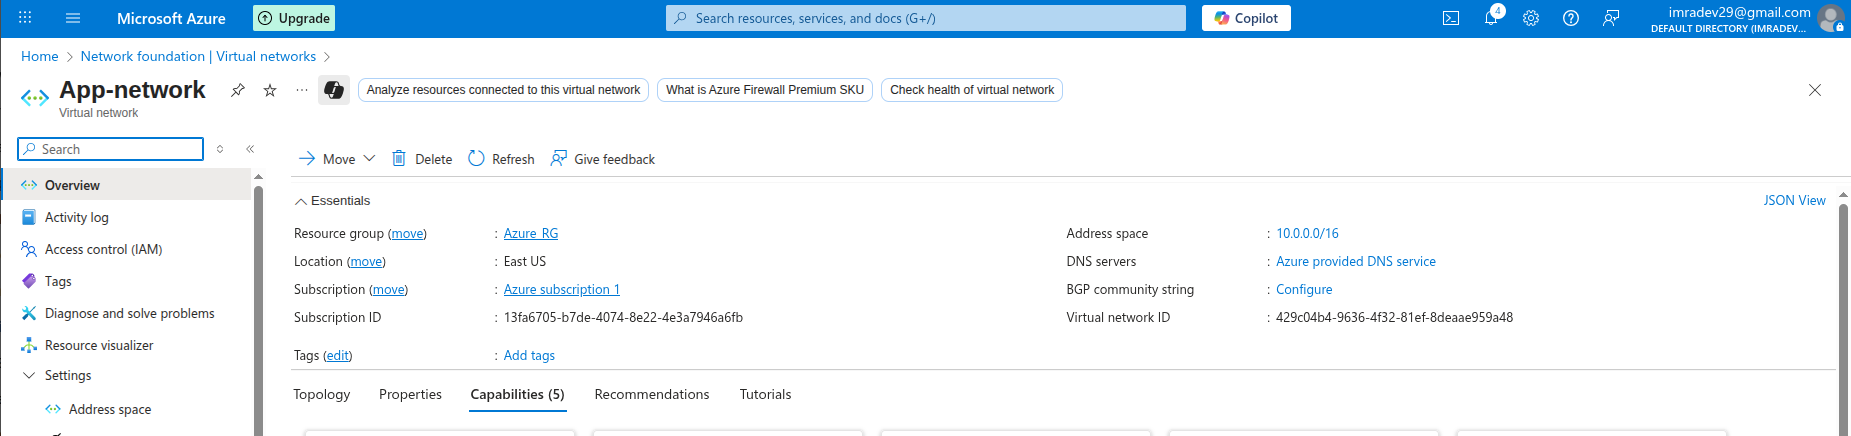 Microsoft Azure
Upgrade
Search resources, services, and docs (G+/)
Copilot
4
imradev29@gmail.com
DEFAULT DIRECTORY (IMRADEV...
Home > Network foundation | Virtual networks >
App-network
Virtual network
Analyze resources connected to this virtual network
What is Azure Firewall Premium SKU
Check health of virtual network
Search
Move
Delete
Refresh
Give feedback
Overview
Activity log
Access control (IAM)
Tags
Diagnose and solve problems
Resource visualizer
Settings
Address space
Essentials
JSON View
Resource group (move) : Azure_RG
Location (move) : East US
Subscription (move) : Azure subscription 1
Subscription ID : 13fa6705-b7de-4074-8e22-4e3a7946a6fb
Address space : 10.0.0.0/16
DNS servers : Azure provided DNS service
BGP community string : Configure
Virtual network ID : 429c04b4-9636-4f32-81ef-8deaae959a48
Tags (edit) : Add tags
Topology
Properties
Capabilities (5)
Recommendations
Tutorials